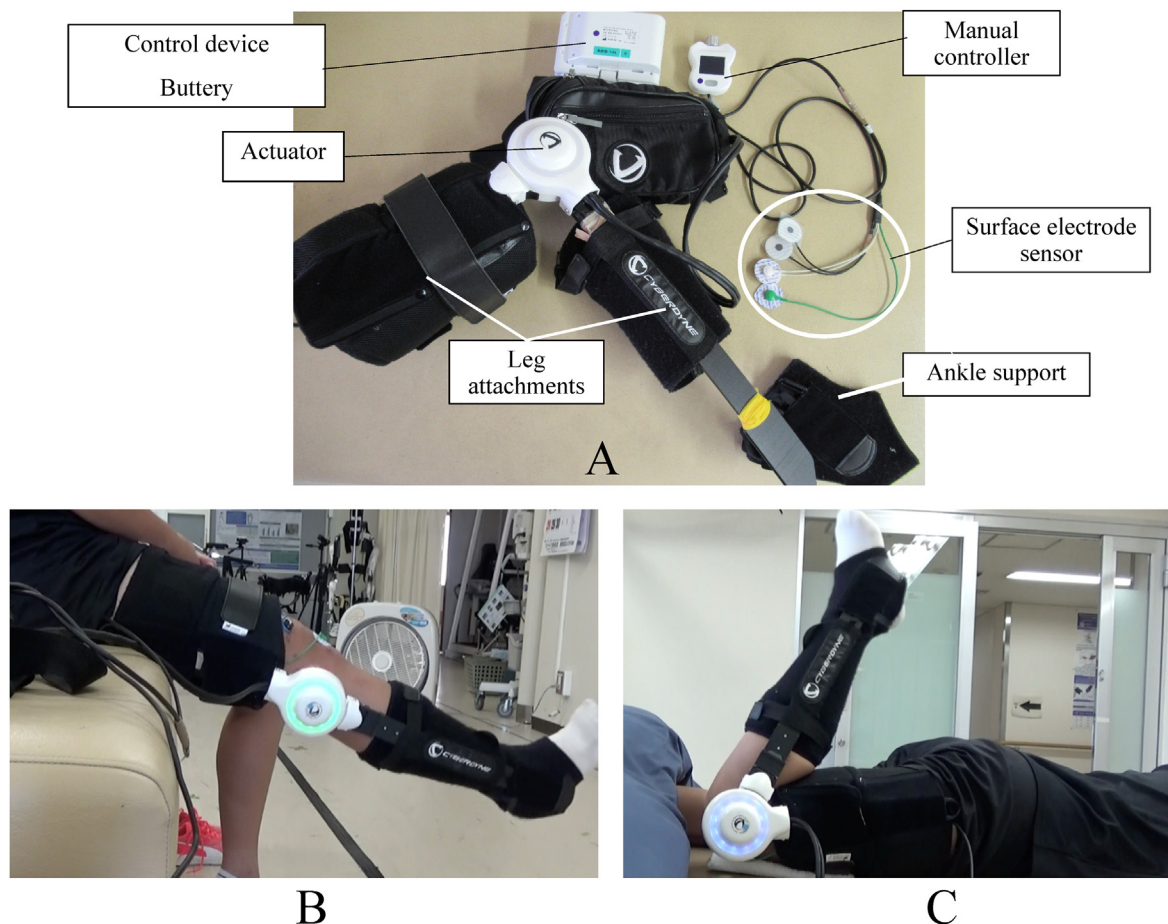 Control device
Buttery
Manual
controller
Actuator
Surface electrode
sensor
CYBERDYNE
Leg
attachments
Ankle support
A
CYBERDYNE
CYBERDYNE
B
C